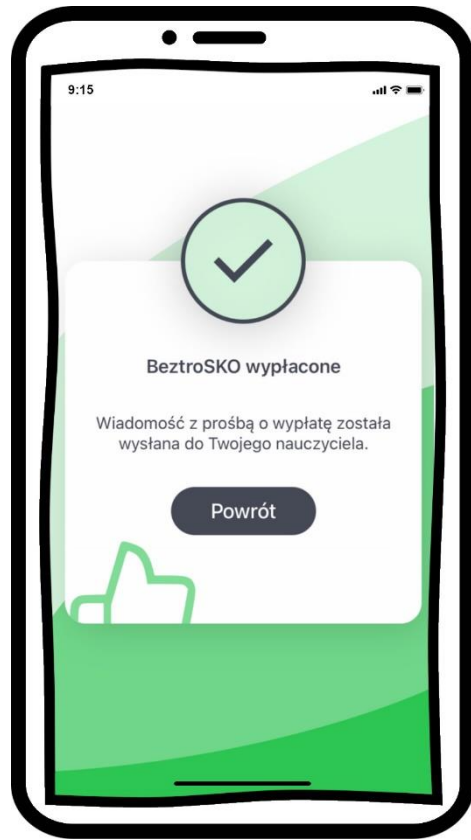 9:15
BeztroSKO wypłacone
Wiadomość z prośbą o wypłatę została
wysłana do Twojego nauczyciela.
Powrót